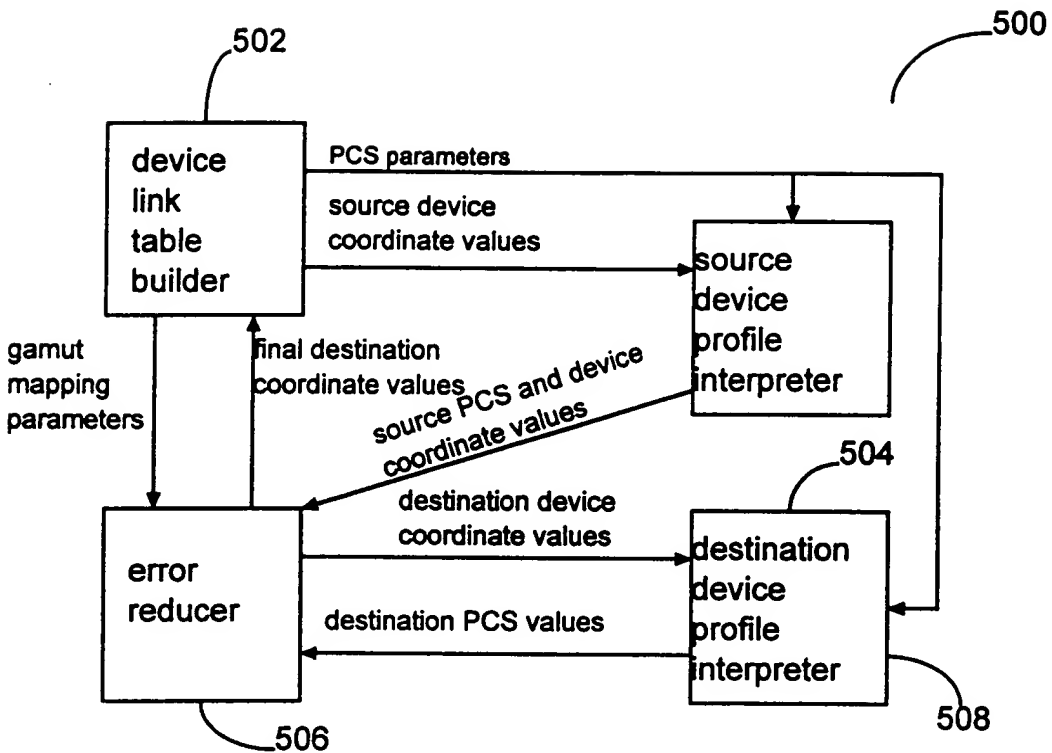 502
500
device
link
table
builder
PCS parameters
source device
coordinate values
source
device
profile
interpreter
gamut
mapping
parameters
final destination
coordinate values
source PCS and device
coordinate values
504
destination device
coordinate values
error
reducer
destination PCS values
destination
device
profile
interpreter
506
508